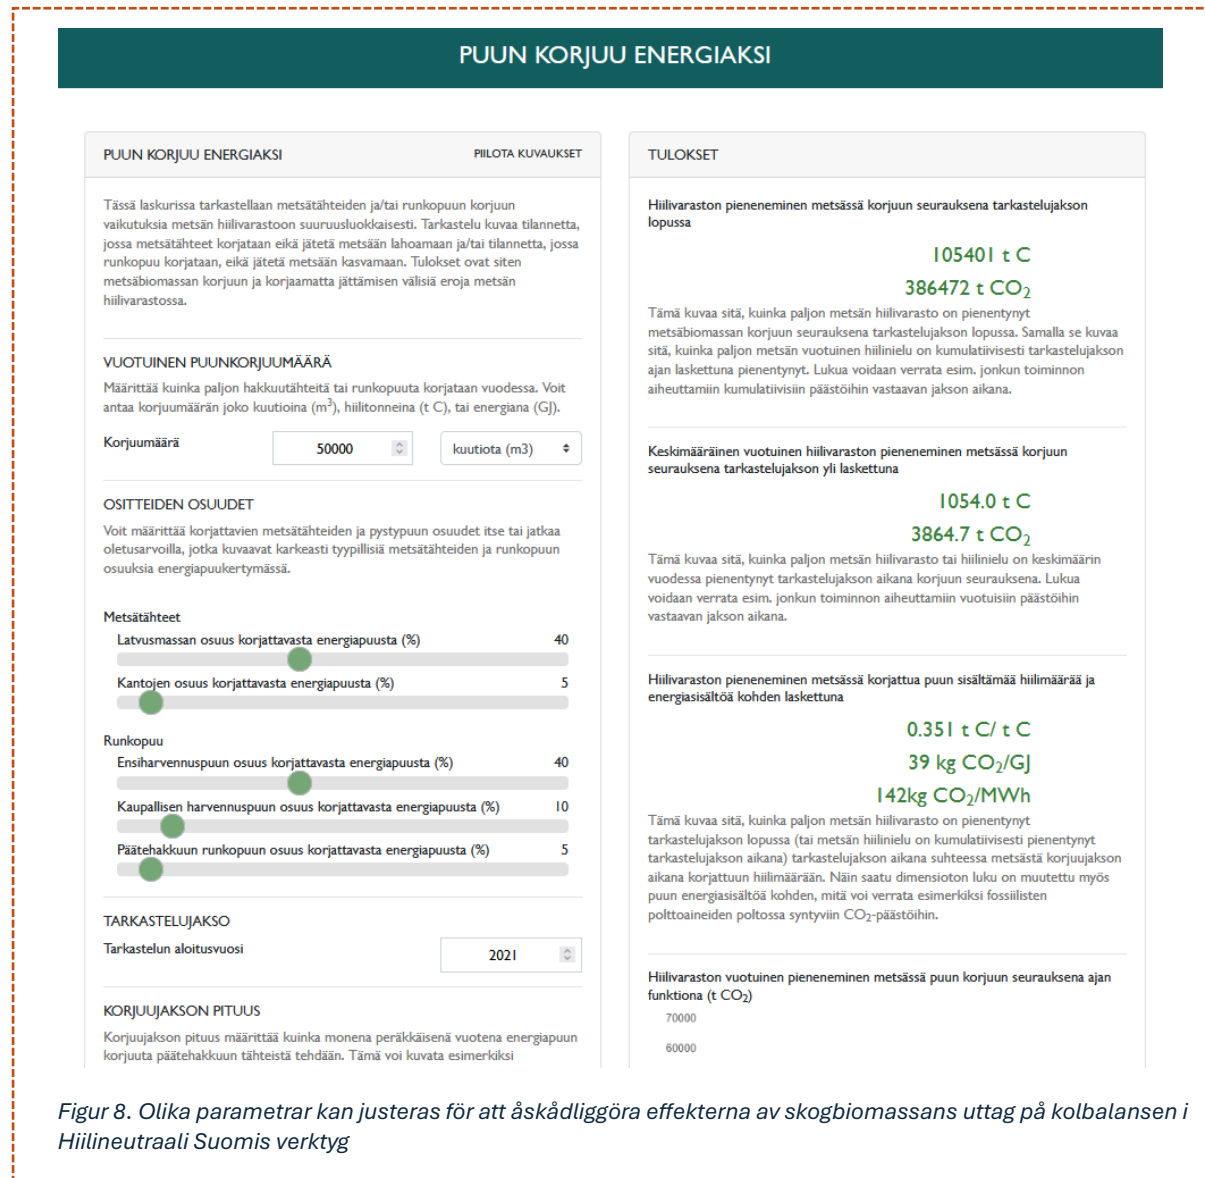 PUUN KORJUU ENERGIAKSI
PUUN KORJUU ENERGIAKSI
PIILOTA KUVAUKSET
Tässä laskurissa tarkastellaan metsätähteiden ja/tai runkopuun korjuun
vaikutuksia metsän hiilivarastoon suuruusluokkaisesti. Tarkastelu kuvaa tilannetta,
jossa metsätähteet korjataan eikä jätetä metsään lahoamaan ja/tai tilannetta, jossa
runkopuu korjataan, eikä jätetä metsään kasvamaan. Tulokset ovat siten
metsäbiomassan korjuun ja korjaamatta jättämisen välisiä eroja metsän
hiilivarastossa.
VUOTUINEN PUUNKORJUUMÄÄRÄ
Määrittää kuinka paljon hakkuutähteitä tai runkopuuta korjataan vuodessa. Voit
antaa korjuumäärän joko kuutioina (m³), hiilitonneina (t C), tai energiana (GJ).
Korjuumäärä
50000
kuutiota (m3)
OSITTEIDEN OSUUDET
Voit määrittää korjattavien metsätähteiden ja pystypuun osuudet itse tai jatkaa
oletusarvoilla, jotka kuvaavat karkeasti tyypillisiä metsätähteiden ja runkopuun
osuuksia energiapuukertymässä.
Metsätähteet
Latvusmassan osuus korjattavasta energiapuusta (%) 40
Kantojen osuus korjattavasta energiapuusta (%) 5
Runkopuu
Ensiharvennuspuun osuus korjattavasta energiapuusta (%) 40
Kaupallisen harvennuspuun osuus korjattavasta energiapuusta (%) 10
Päätehakkuun runkopuun osuus korjattavasta energiapuusta (%) 5
TARKASTELUJAKSO
Tarkastelun aloitusvuosi
2021
KORJUUJAKSON PITUUS
Korjuujakson pituus määrittää kuinka monena peräkkäisenä vuotena energiapuun
korjuuta päätehakkuun tähteistä tehdään. Tämä voi kuvata esimerkiksi
TULOKSET
Hiilivaraston pieneneminen metsässä korjuun seurauksena tarkastelujakson
lopussa
105401 t C
386472 t CO₂
Tämä kuvaa sitä, kuinka paljon metsän hiilivarasto on pienentynyt
metsäbiomassan korjuun seurauksena tarkastelujakson lopussa. Samalla se kuvaa
sitä, kuinka paljon metsän vuotuinen hiilinielu on kumulatiivisesti tarkastelujakson
ajan laskettuna pienentynyt. Lukua voidaan verrata esim. jonkun toiminnon
aiheuttamiin kumulatiivisiin päästöihin vastaavan jakson aikana.
Keskimääräinen vuotuinen hiilivaraston pieneneminen metsässä korjuun
seurauksena tarkastelujakson yli laskettuna
1054.0 t C
3864.7 t CO₂
Tämä kuvaa sitä, kuinka paljon metsän hiilivarasto tai hiilinielu on keskimäärin
vuodessa pienentynyt tarkastelujakson aikana korjuun seurauksena. Lukua
voidaan verrata esim. jonkun toiminnon aiheuttamiin vuotuisiin päästöihin
vastaavan jakson aikana.
Hiilivaraston pieneneminen metsässä korjattua puun sisältämää hiilimäärää ja
energiasisältöä kohden laskettuna
0.351 t C/ t C
39 kg CO₂/GJ
142kg CO₂/MWh
Tämä kuvaa sitä, kuinka paljon metsän hiilivarasto on pienentynyt
tarkastelujakson lopussa (tai metsän hiilinielu on kumulatiivisesti pienentynyt
tarkastelujakson aikana) tarkastelujakson aikana suhteessa metsästä korjuujakson
aikana korjattuun hiilimäärään. Näin saatu dimensioton luku on muutettu myös
puun energiasisältöä kohden, mitä voi verrata esimerkiksi fossiilisten
polttoaineiden poltossa syntyviin CO₂-päästöihin.
Hiilivaraston vuotuinen pieneneminen metsässä puun korjuun seurauksena ajan
funktiona (t CO₂)
70000
60000
Figur 8. Olika parametrar kan justeras för att åskådliggöra effekterna av skogbiomassans uttag på kolbalansen i
Hiilineutraali Suomis verktyg